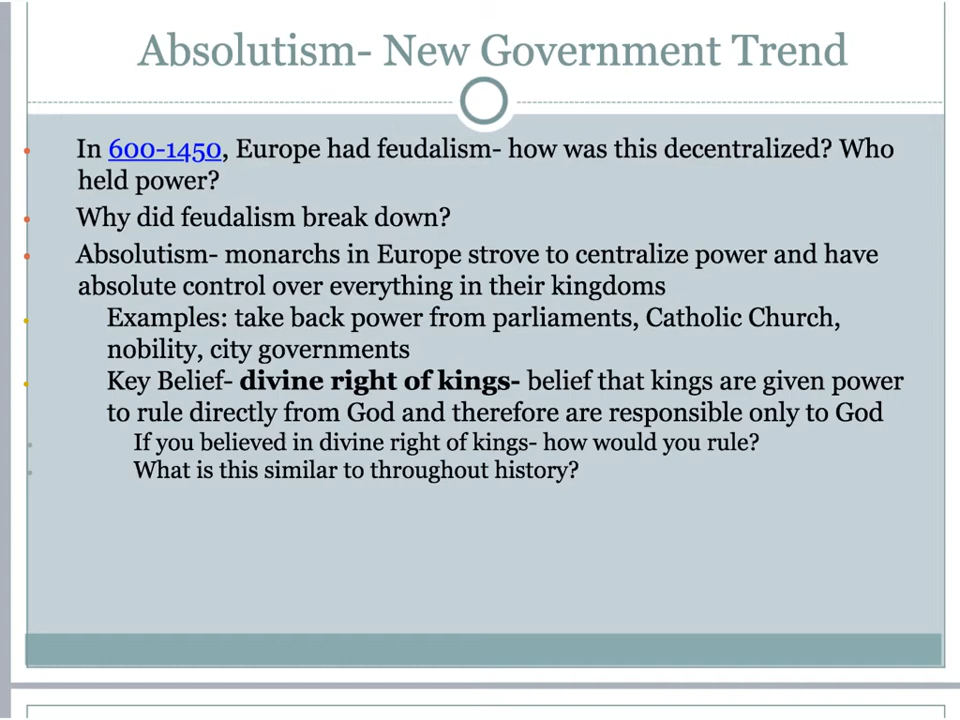 Absolutism- New Government Trend
In 600-1450, Europe had feudalism- how was this decentralized? Who
held power?
Why did feudalism break down?
Absolutism- monarchs in Europe strove to centralize power and have
absolute control over everything in their kingdoms
Examples: take back power from parliaments, Catholic Church,
nobility, city governments
Key Belief- divine right of kings- belief that kings are given power
to rule directly from God and therefore are responsible only to God
If you believed in divine right of kings- how would you rule?
What is this similar to throughout history?